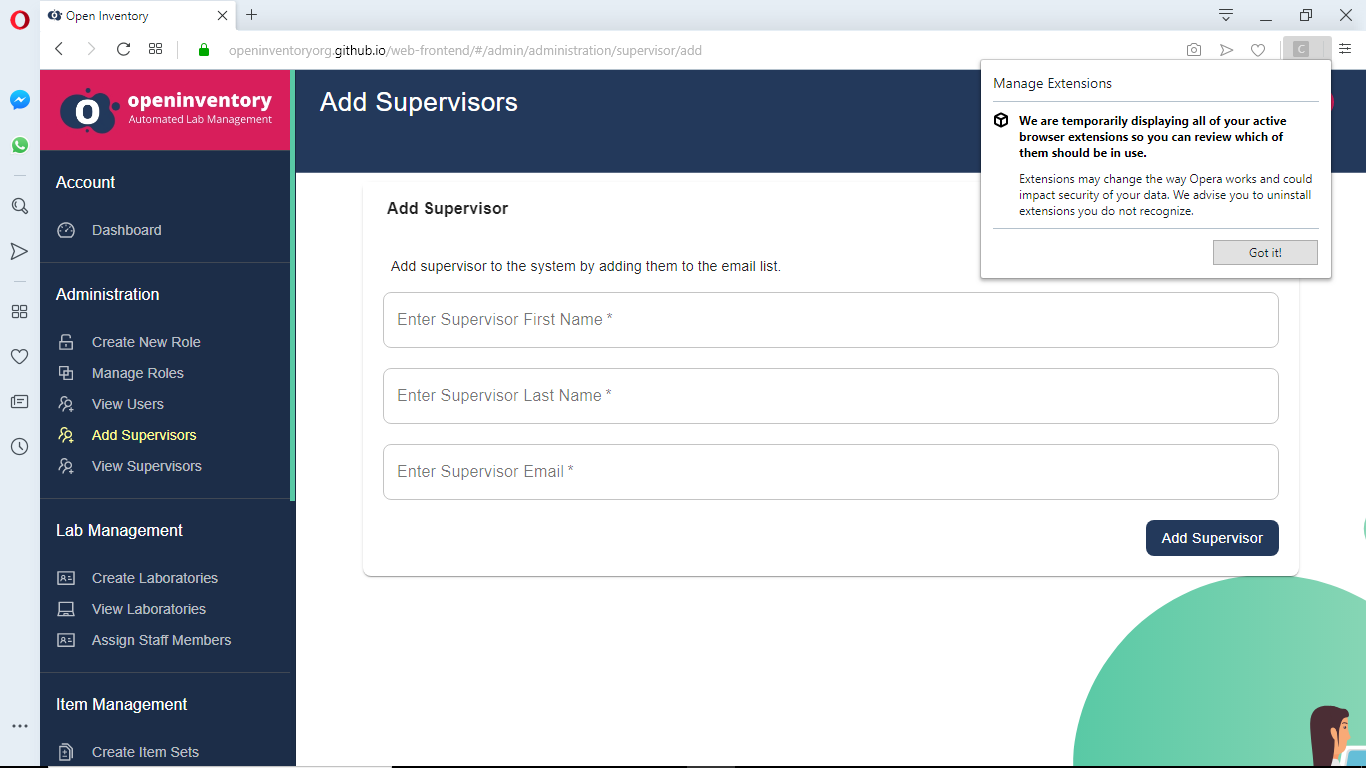 Open Inventory
openinventoryorg.github.io/web-frontend/#/admin/administration/supervisor/add
C
openinventory
Automated Lab Management
Account
Dashboard
Administration
Create New Role
Manage Roles
View Users
Add Supervisors
View Supervisors
Lab Management
Create Laboratories
View Laboratories
Assign Staff Members
Item Management
Create Item Sets
Add Supervisors
Add Supervisor
Add supervisor to the system by adding them to the email list.
Enter Supervisor First Name *
Enter Supervisor Last Name *
Enter Supervisor Email *
Add Supervisor
Manage Extensions
We are temporarily displaying all of your active
browser extensions so you can review which of
them should be in use.
Extensions may change the way Opera works and could
impact security of your data. We advise you to uninstall
extensions you do not recognize.
Got it!